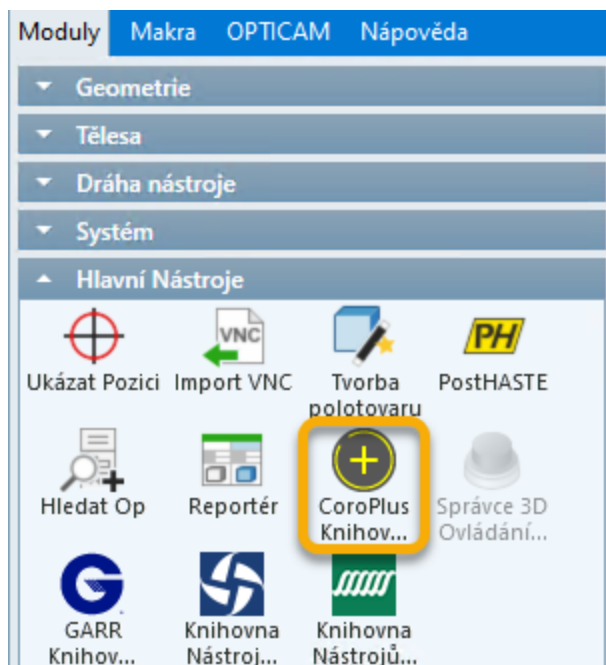 Moduly Makra OPTICAM Nápověda
Geometrie
Tělesa
Dráha nástroje
Systém
Hlavní Nástroje
VNC PH
Ukázat Pozici Import VNC Tvorba polotovaru PostHASTE
Hledat Op Reportér CoroPlus Knihov... Správce 3D Ovládání...
G
GARR Knihov... Knihovna Nástroj... Knihovna Nástrojů...